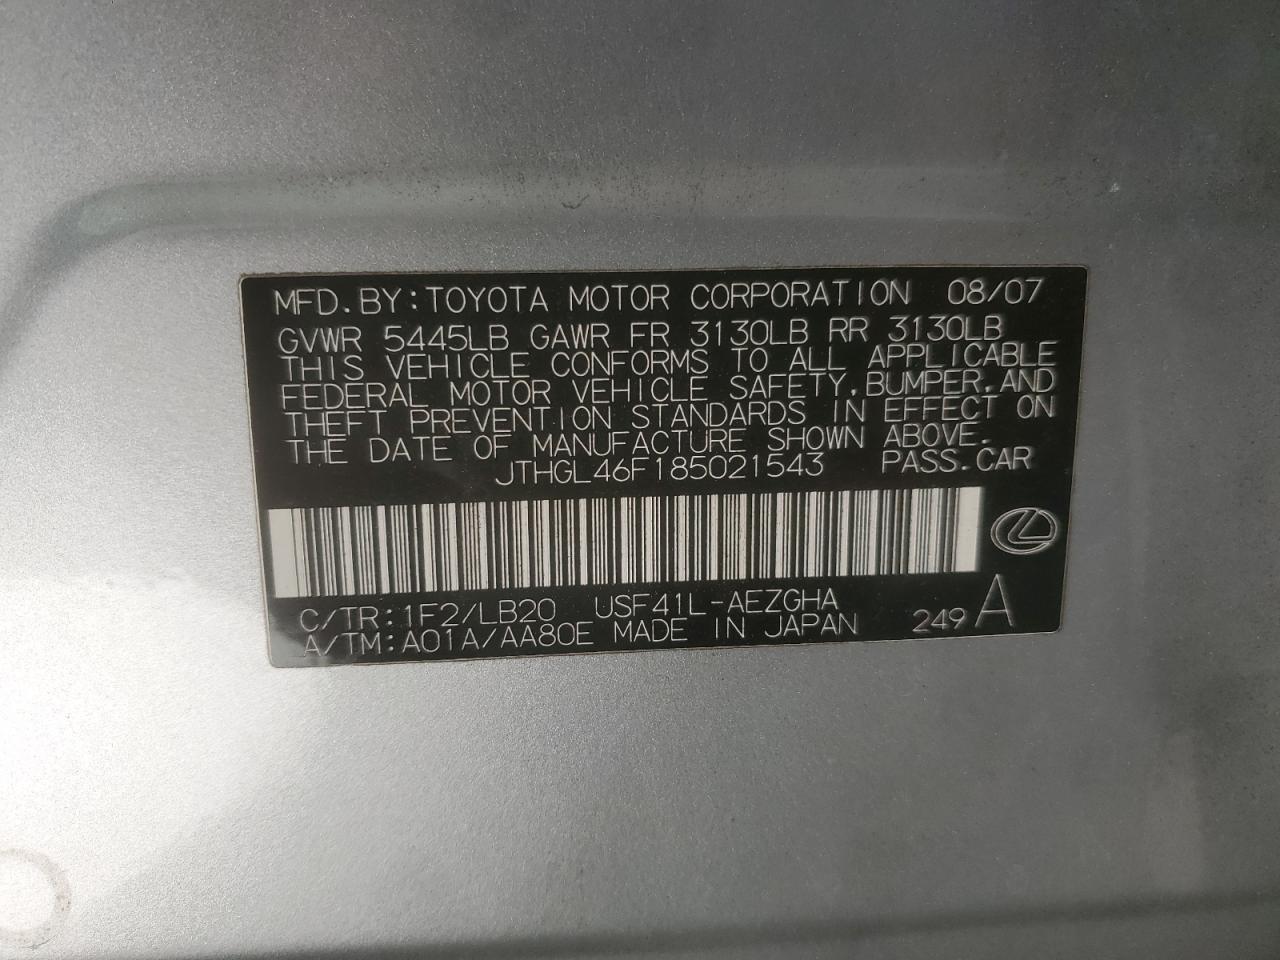 MFD.BY:TOYOTA MOTOR CORPORATION 08/07
GVWR 5445LB GAWR FR 3130LB RR 3130LB
THIS VEHICLE CONFORMS TO ALL APPLICABLE
FEDERAL MOTOR VEHICLE SAFETY,BUMPER,AND
THEFT PREVENTION STANDARDS IN EFFECT ON
THE DATE OF MANUFACTURE SHOWN ABOVE.
JTHGL46F185021543 PASS.CAR
C/TR:1F2/LB20 USF41L-AEZGHA
A/TM:A01A/AA80E MADE IN JAPAN 249 A